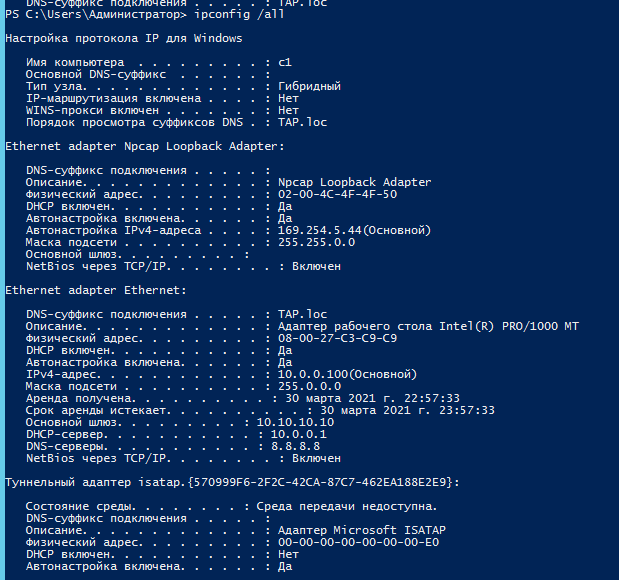 DNS-суффикс подключения . . . . . : TAP.loc
PS C:\Users\Администратор> ipconfig /all
Настройка протокола IP для Windows
Имя компьютера . . . . . . . . . : c1
Основной DNS-суффикс . . . . . . :
Тип узла. . . . . . . . . . . . . : Гибридный
IP-маршрутизация включена . . . . : Нет
WINS-прокси включен . . . . . . . : Нет
Порядок просмотра суффиксов DNS . : TAP.loc
Ethernet adapter Npcap Loopback Adapter:
DNS-суффикс подключения . . . . . :
Описание. . . . . . . . . . . . . : Npcap Loopback Adapter
Физический адрес. . . . . . . . . : 02-00-4C-4F-4F-50
DHCP включен. . . . . . . . . . . : Да
Автонастройка включена. . . . . . : Да
Автонастройка IPv4-адреса . . . . : 169.254.5.44(Основной)
Маска подсети . . . . . . . . . . : 255.255.0.0
Основной шлюз. . . . . . . . . :
NetBios через TCP/IP. . . . . . . . : Включен
Ethernet adapter Ethernet:
DNS-суффикс подключения . . . . . : TAP.loc
Описание. . . . . . . . . . . . . : Адаптер рабочего стола Intel(R) PRO/1000 MT
Физический адрес. . . . . . . . . : 08-00-27-C3-C9-C9
DHCP включен. . . . . . . . . . . : Да
Автонастройка включена. . . . . . : Да
IPv4-адрес. . . . . . . . . . . . : 10.0.0.100(Основной)
Маска подсети . . . . . . . . . . : 255.0.0.0
Аренда получена. . . . . . . . . . : 30 марта 2021 г. 22:57:33
Срок аренды истекает. . . . . . . . . . : 30 марта 2021 г. 23:57:33
Основной шлюз. . . . . . . . . : 10.10.10.10
DHCP-сервер. . . . . . . . . . . : 10.0.0.1
DNS-серверы. . . . . . . . . . . : 8.8.8.8
NetBios через TCP/IP. . . . . . . . : Включен
Туннельный адаптер isatap.{570999F6-2F2C-42CA-87C7-462EA188E2E9}:
Состояние среды. . . . . . . . : Среда передачи недоступна.
DNS-суффикс подключения . . . . . :
Описание. . . . . . . . . . . . . : Адаптер Microsoft ISATAP
Физический адрес. . . . . . . . . : 00-00-00-00-00-00-00-E0
DHCP включен. . . . . . . . . . . : Нет
Автонастройка включена. . . . . . : Да